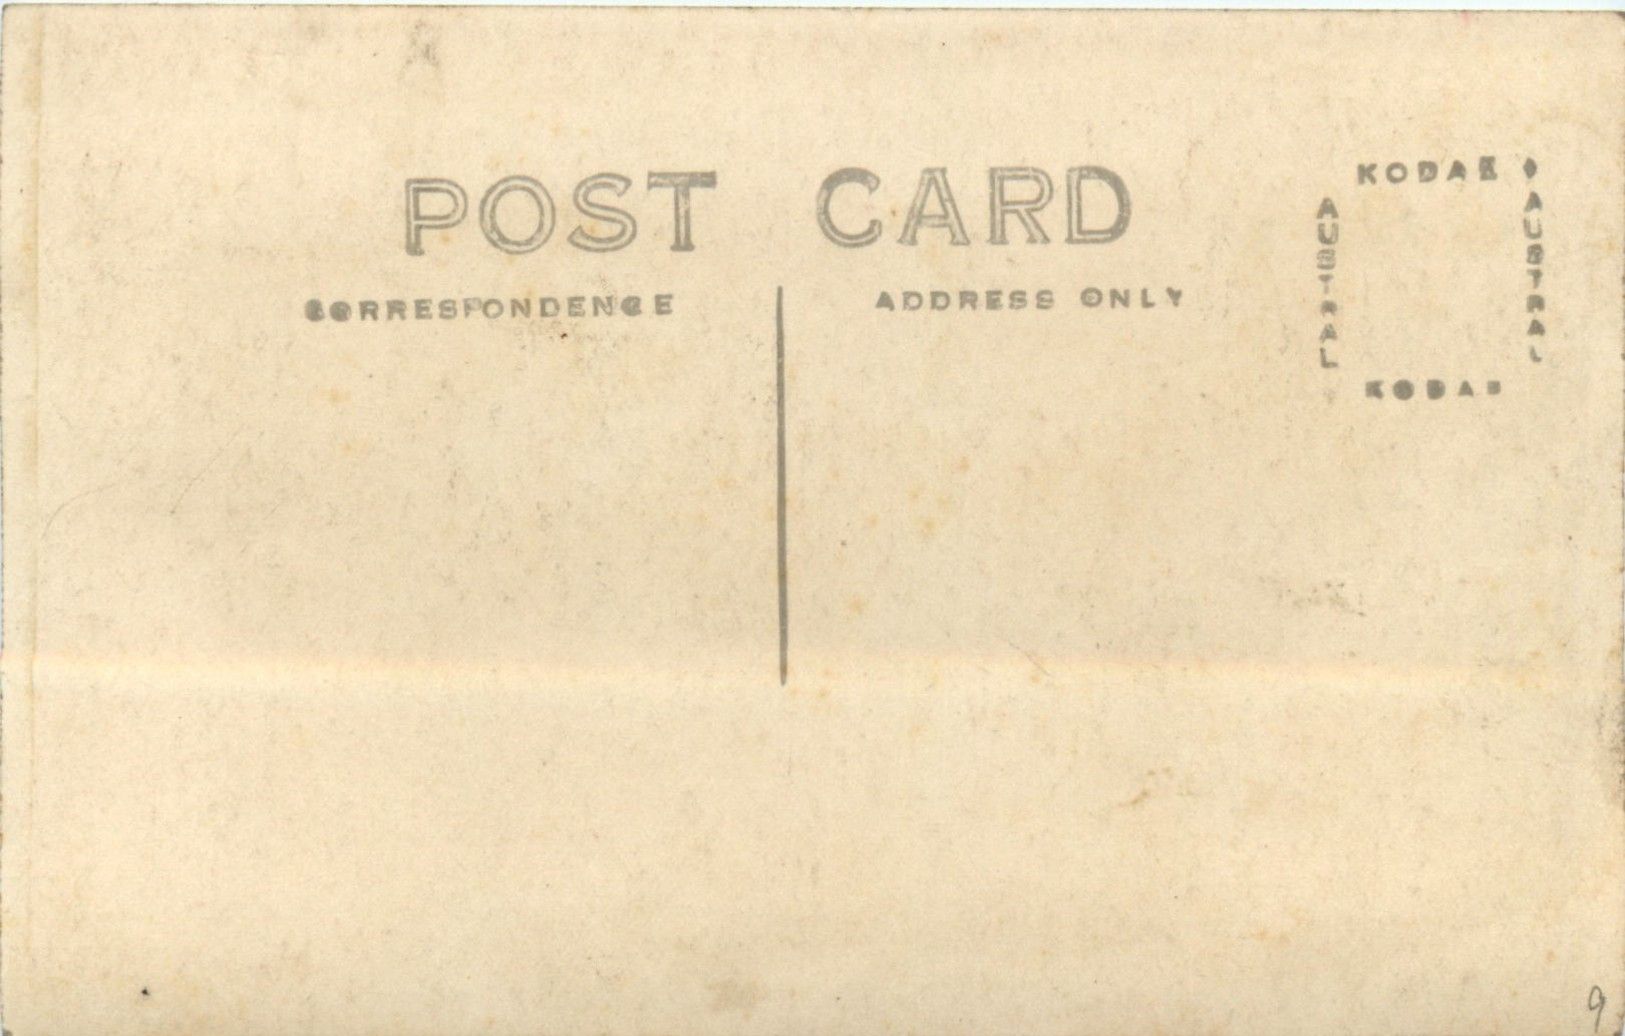 POST CARD
CORRESPONDENCE
ADDRESS ONLY
KODAK
AUSTRAL
AUSTRAL
KODAK
9